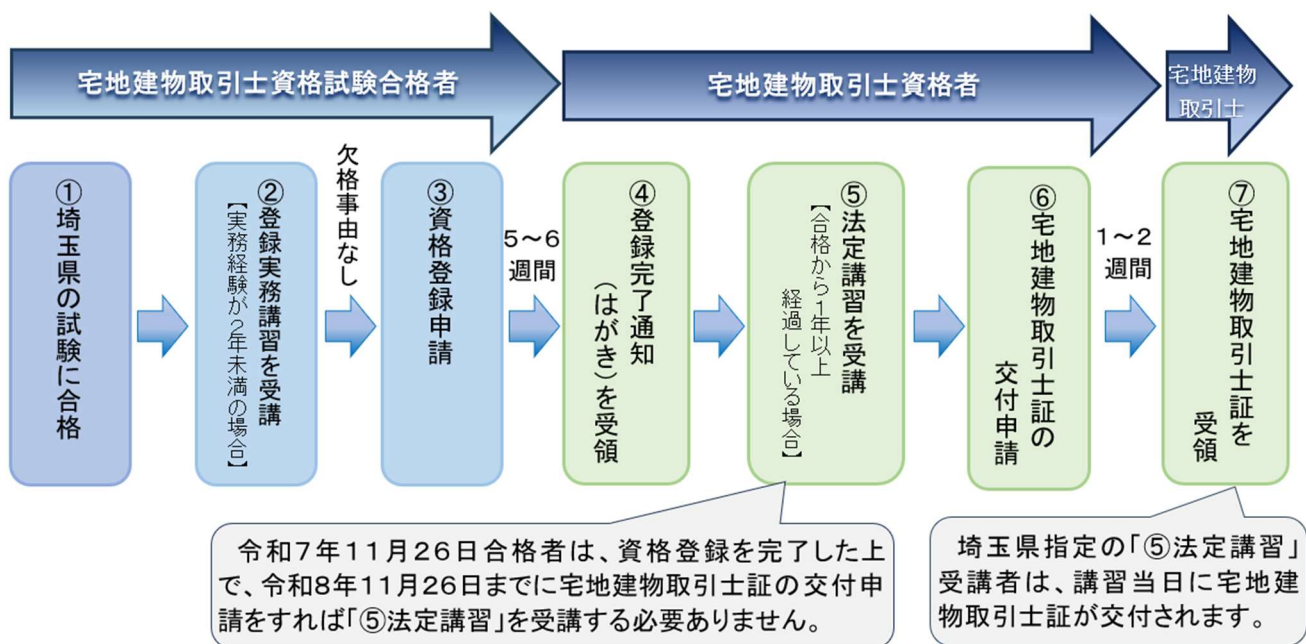 宅地建物取引士資格試験合格者
宅地建物取引士資格者
宅地建物
取引士
①埼玉県の試験に合格
②登録実務講習を受講
【実務経験が2年未満の場合】
欠格事由なし
③資格登録申請
5～6
週間
④登録完了通知
(はがき)を受領
⑤法定講習を受講
【合格から1年以上
経過している場合】
⑥宅地建物取引士証の
交付申請
1～2
週間
⑦宅地建物取引士証を
受領
令和7年11月26日合格者は、資格登録を完了した上
で、令和8年11月26日までに宅地建物取引士証の交付申
請をすれば「⑤法定講習」を受講する必要ありません。
埼玉県指定の「⑤法定講習」
受講者は、講習当日に宅地建
物取引士証が交付されます。